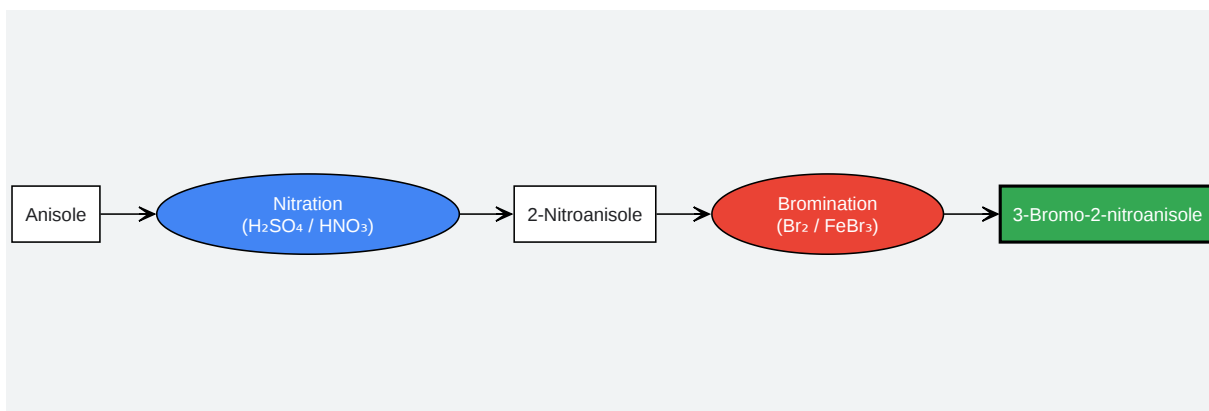 Anisole
Nitration
(H₂SO₄ / HNO₃)
2-Nitroanisole
Bromination
(Br₂ / FeBr₃)
3-Bromo-2-nitroanisole